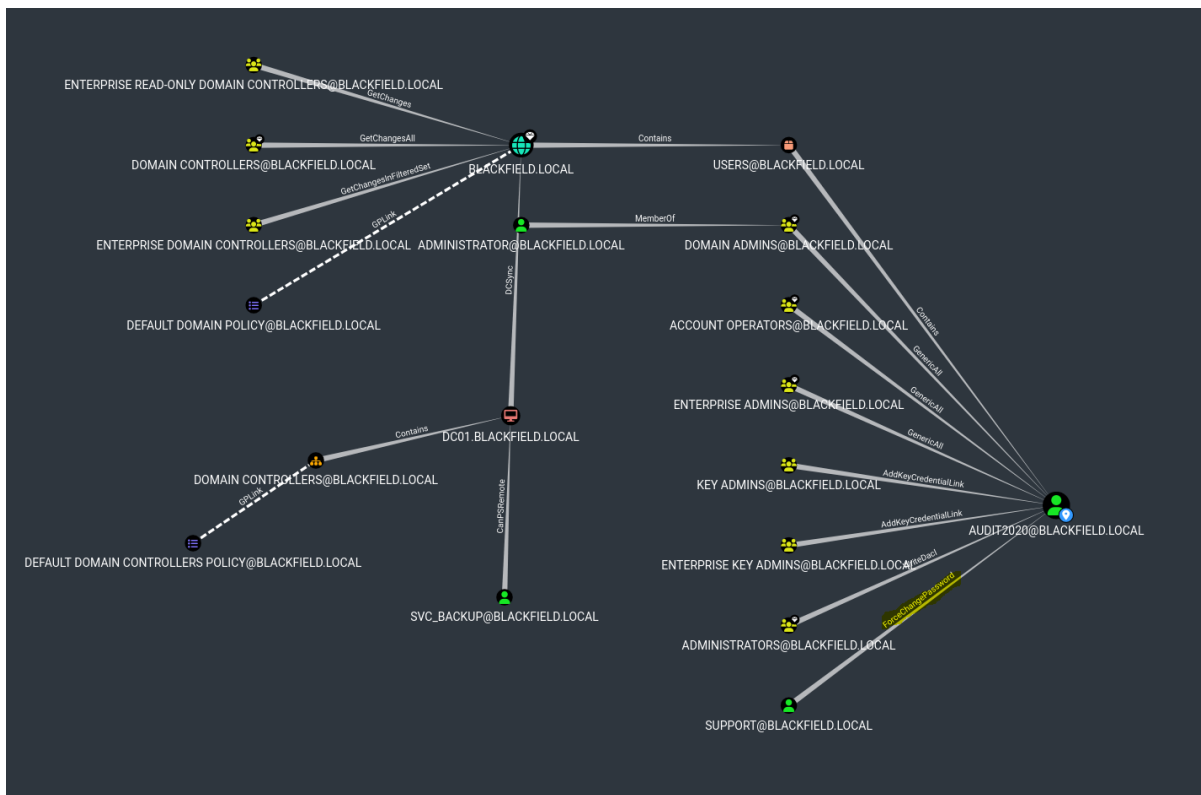 ENTERPRISE READ-ONLY DOMAIN CONTROLLERS@BLACKFIELD.LOCAL
GetChanges
GetChangesAll
Contains
DOMAIN CONTROLLERS@BLACKFIELD.LOCAL
BLACKFIELD.LOCAL
USERS@BLACKFIELD.LOCAL
GetChangesInFilteredSet
GPLink
MemberOf
ENTERPRISE DOMAIN CONTROLLERS@BLACKFIELD.LOCAL
ADMINISTRATOR@BLACKFIELD.LOCAL
DOMAIN ADMINS@BLACKFIELD.LOCAL
DCSync
DEFAULT DOMAIN POLICY@BLACKFIELD.LOCAL
ACCOUNT OPERATORS@BLACKFIELD.LOCAL
Contains
GenericAll
GenericAll
ENTERPRISE ADMINS@BLACKFIELD.LOCAL
GenericAll
Contains
DC01.BLACKFIELD.LOCAL
DOMAIN CONTROLLERS@BLACKFIELD.LOCAL
GPLink
CanPSRemote
KEY ADMINS@BLACKFIELD.LOCAL
AddKeyCredentialLink
AddKeyCredentialLink
AUDIT2020@BLACKFIELD.LOCAL
DEFAULT DOMAIN CONTROLLERS POLICY@BLACKFIELD.LOCAL
ENTERPRISE KEY ADMINS@BLACKFIELD.LOCAL
WriteDacl
ForceChangePassword
SVC_BACKUP@BLACKFIELD.LOCAL
ADMINISTRATORS@BLACKFIELD.LOCAL
SUPPORT@BLACKFIELD.LOCAL